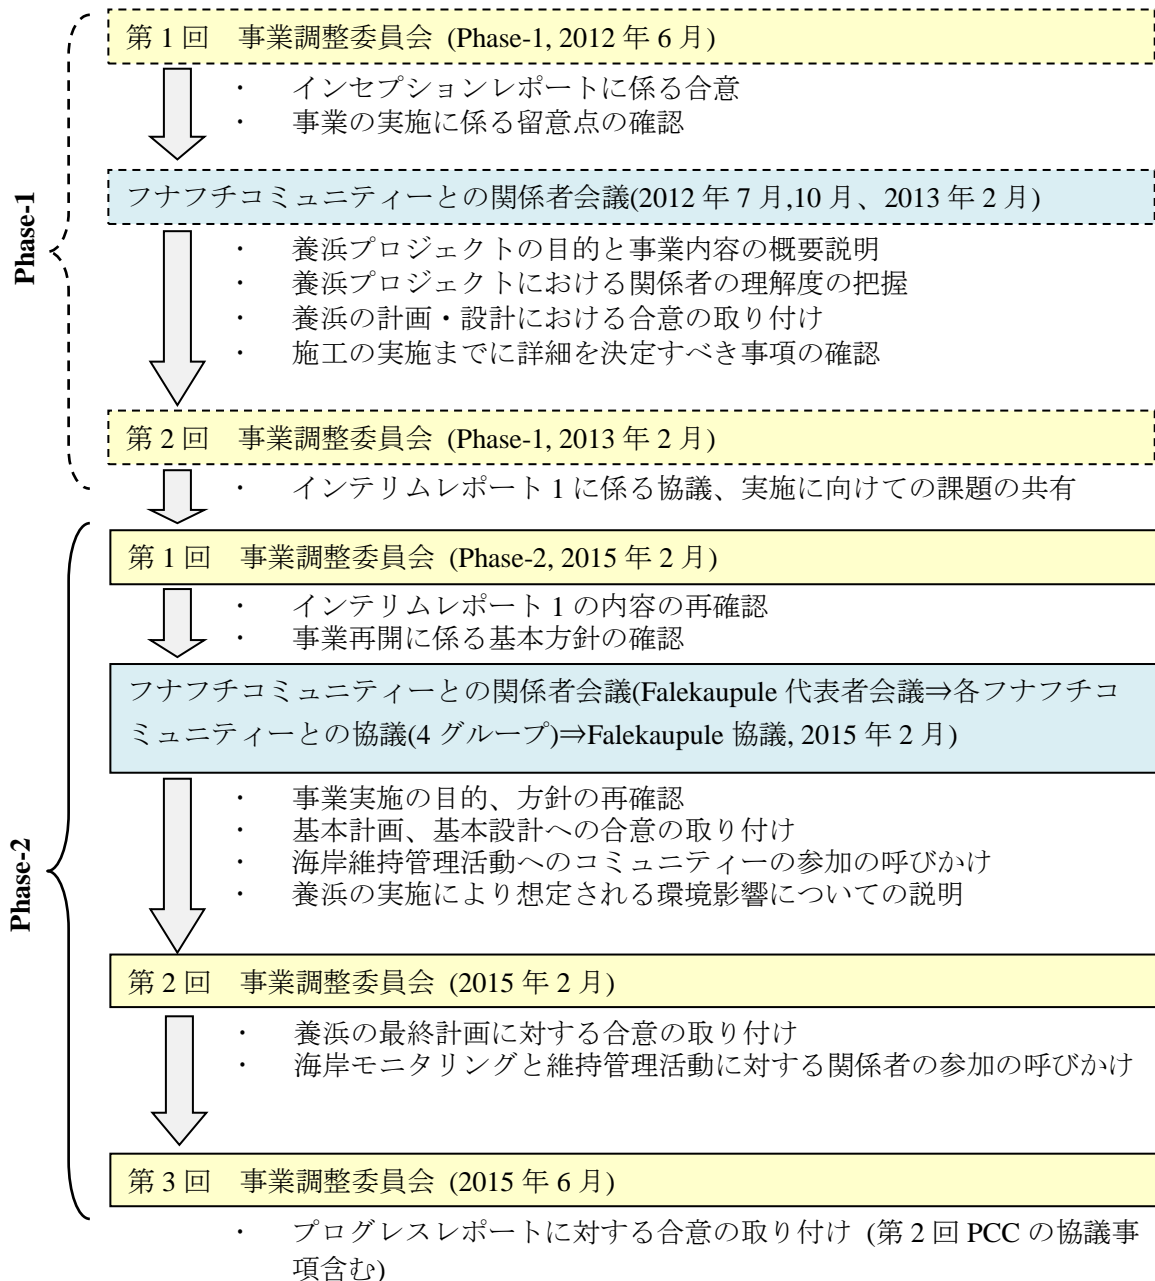 第 1 回　事業調整委員会 (Phase-1, 2012 年 6 月)
・ インセプションレポートに係る合意
・ 事業の実施に係る留意点の確認
Phase-1
フナフチコミュニティーとの関係者会議(2012 年 7 月,10 月、2013 年 2 月)
・ 養浜プロジェクトの目的と事業内容の概要説明
・ 養浜プロジェクトにおける関係者の理解度の把握
・ 養浜の計画・設計における合意の取り付け
・ 施工の実施までに詳細を決定すべき事項の確認
第 2 回　事業調整委員会 (Phase-1, 2013 年 2 月)
・ インテリムレポート 1 に係る協議、実施に向けての課題の共有
第 1 回　事業調整委員会 (Phase-2, 2015 年 2 月)
・ インテリムレポート 1 の内容の再確認
・ 事業再開に係る基本方針の確認
フナフチコミュニティーとの関係者会議(Falekaupule 代表者会議⇒各フナフチコ
ミュニティーとの協議(4 グループ)⇒Falekaupule 協議, 2015 年 2 月)
・ 事業実施の目的、方針の再確認
・ 基本計画、基本設計への合意の取り付け
・ 海岸維持管理活動へのコミュニティーの参加の呼びかけ
・ 養浜の実施により想定される環境影響についての説明
Phase-2
第 2 回　事業調整委員会 (2015 年 2 月)
・ 養浜の最終計画に対する合意の取り付け
・ 海岸モニタリングと維持管理活動に対する関係者の参加の呼びかけ
第 3 回　事業調整委員会 (2015 年 6 月)
・ プログレスレポートに対する合意の取り付け (第 2 回 PCC の協議事
項含む)